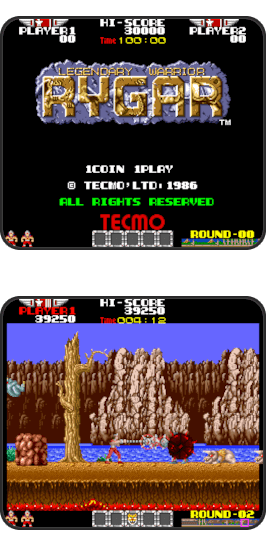 PLAYER1 HI-SCORE PLAYER2
00 30000 00
TIME 100:00
LEGENDARY WARRIOR
RYGAR
TM
1COIN 1PLAY
© TECMO,LTD. 1986
ALL RIGHTS RESERVED
TECMO
ROUND-00
PLAYER1 HI-SCORE
39250 39250
TIME 009:12
ROUND-02